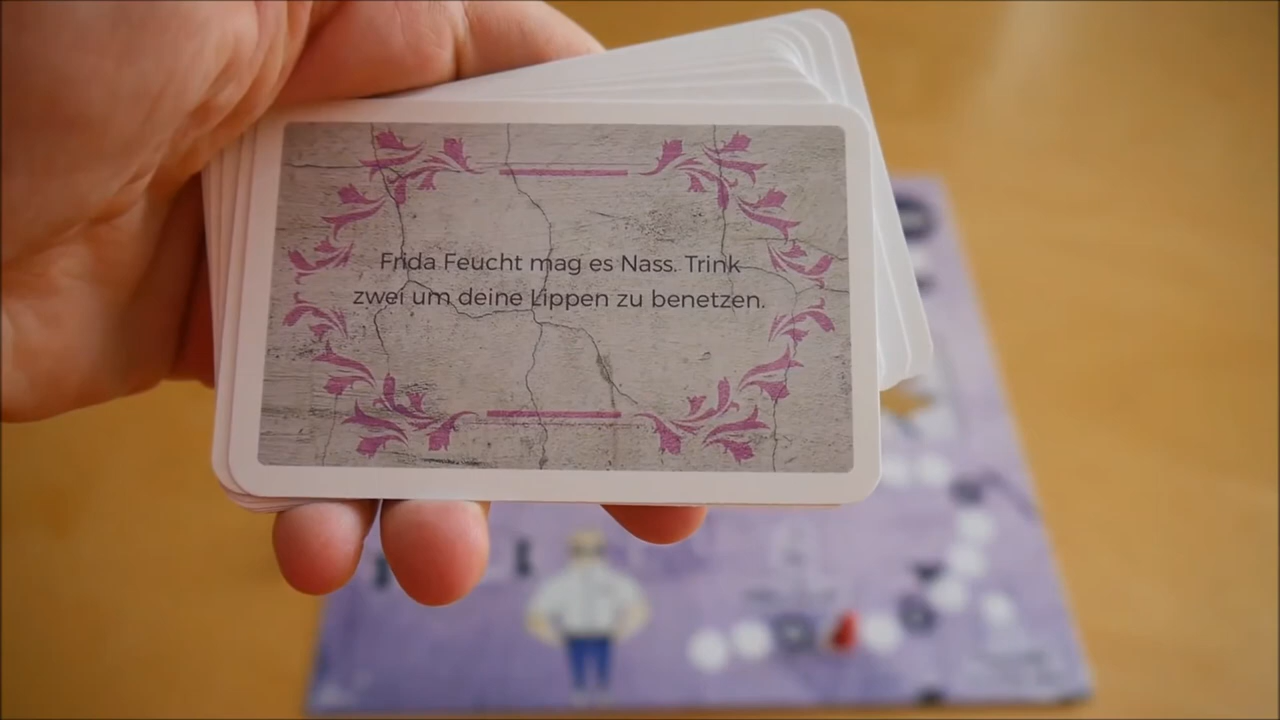 Frida Feucht mag es Nass. Trink
zwei um deine Lippen zu benetzen.